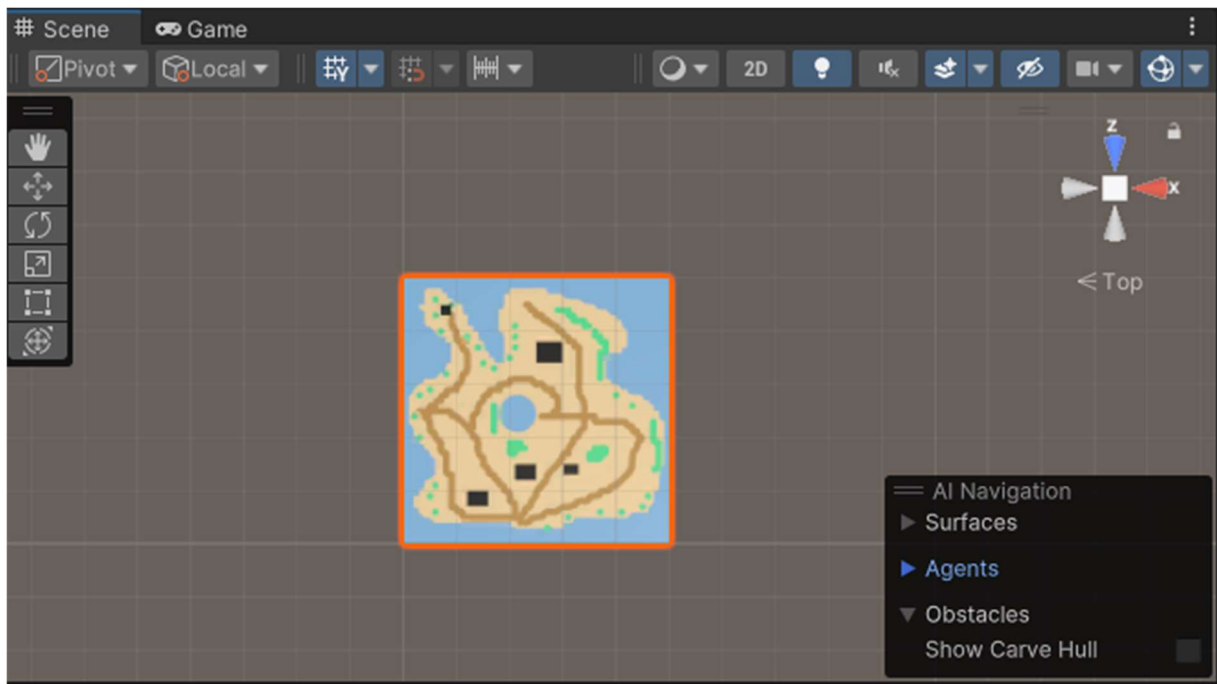 Scene Game
Pivot Local 2D
z
x
< Top
AI Navigation
Surfaces
Agents
Obstacles
Show Carve Hull